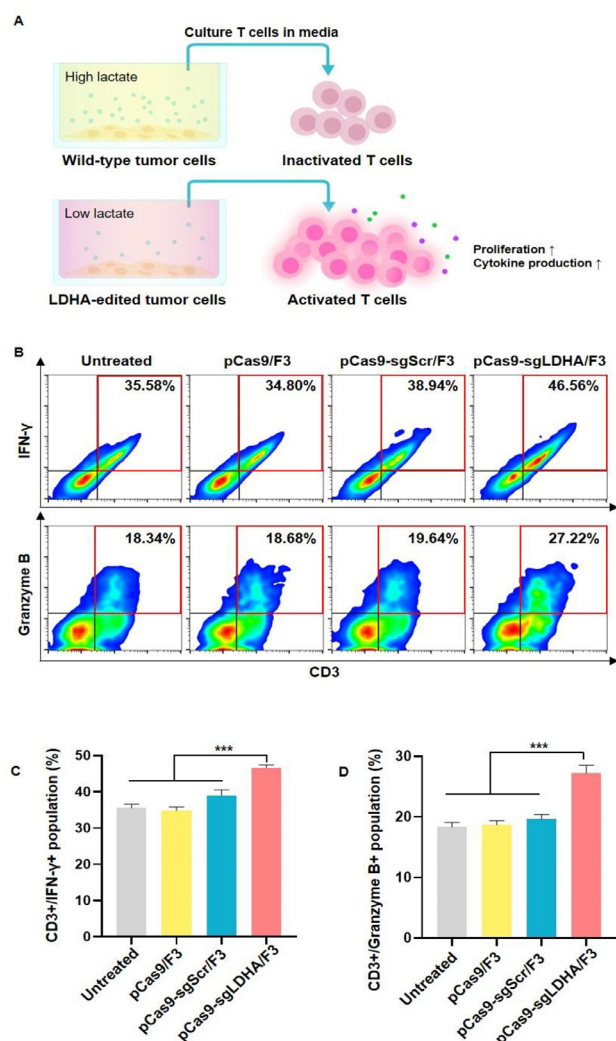 A
Culture T cells in media
High lactate
Wild-type tumor cells
Inactivated T cells
Low lactate
LDHA-edited tumor cells
Activated T cells
Proliferation ↑
Cytokine production ↑
B
Untreated
pCas9/F3
pCas9-sgScr/F3
pCas9-sgLDHA/F3
IFN-γ
35.58%
34.80%
38.94%
46.56%
Granzyme B
18.34%
18.68%
19.64%
27.22%
CD3
C
CD3+/IFN-γ+ population (%)
50
40
30
20
10
0
***
Untreated
pCas9/F3
pCas9-sgScr/F3
pCas9-sgLDHA/F3
D
CD3+/Granzyme B+ population (%)
30
20
10
0
***
Untreated
pCas9/F3
pCas9-sgScr/F3
pCas9-sgLDHA/F3